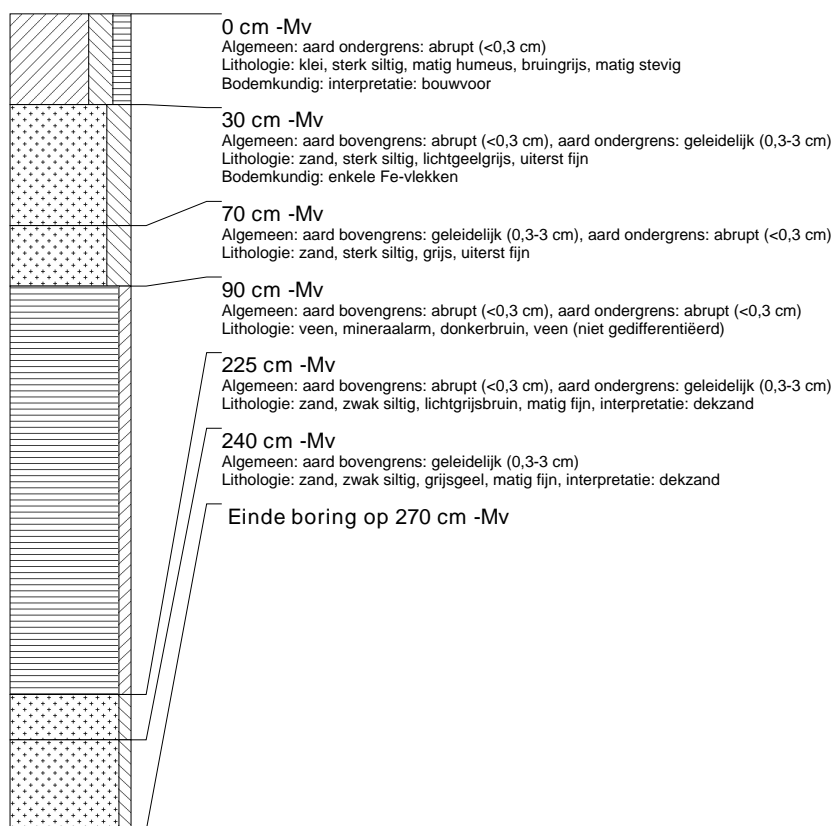 0 cm -Mv
Algemeen: aard ondergrens: abrupt (<0,3 cm)
Lithologie: klei, sterk siltig, matig humeus, bruingrijs, matig stevig
Bodemkundig: interpretatie: bouwvoor
30 cm -Mv
Algemeen: aard bovengrens: abrupt (<0,3 cm), aard ondergrens: geleidelijk (0,3-3 cm)
Lithologie: zand, sterk siltig, lichtgeelgrijs, uiterst fijn
Bodemkundig: enkele Fe-vlekken
70 cm -Mv
Algemeen: aard bovengrens: geleidelijk (0,3-3 cm), aard ondergrens: abrupt (<0,3 cm)
Lithologie: zand, sterk siltig, grijs, uiterst fijn
90 cm -Mv
Algemeen: aard bovengrens: abrupt (<0,3 cm), aard ondergrens: abrupt (<0,3 cm)
Lithologie: veen, mineraalarm, donkerbruin, veen (niet gedifferentiëerd)
225 cm -Mv
Algemeen: aard bovengrens: abrupt (<0,3 cm), aard ondergrens: geleidelijk (0,3-3 cm)
Lithologie: zand, zwak siltig, lichtgrijsbruin, matig fijn, interpretatie: dekzand
240 cm -Mv
Algemeen: aard bovengrens: geleidelijk (0,3-3 cm)
Lithologie: zand, zwak siltig, grijsgeel, matig fijn, interpretatie: dekzand
Einde boring op 270 cm -Mv